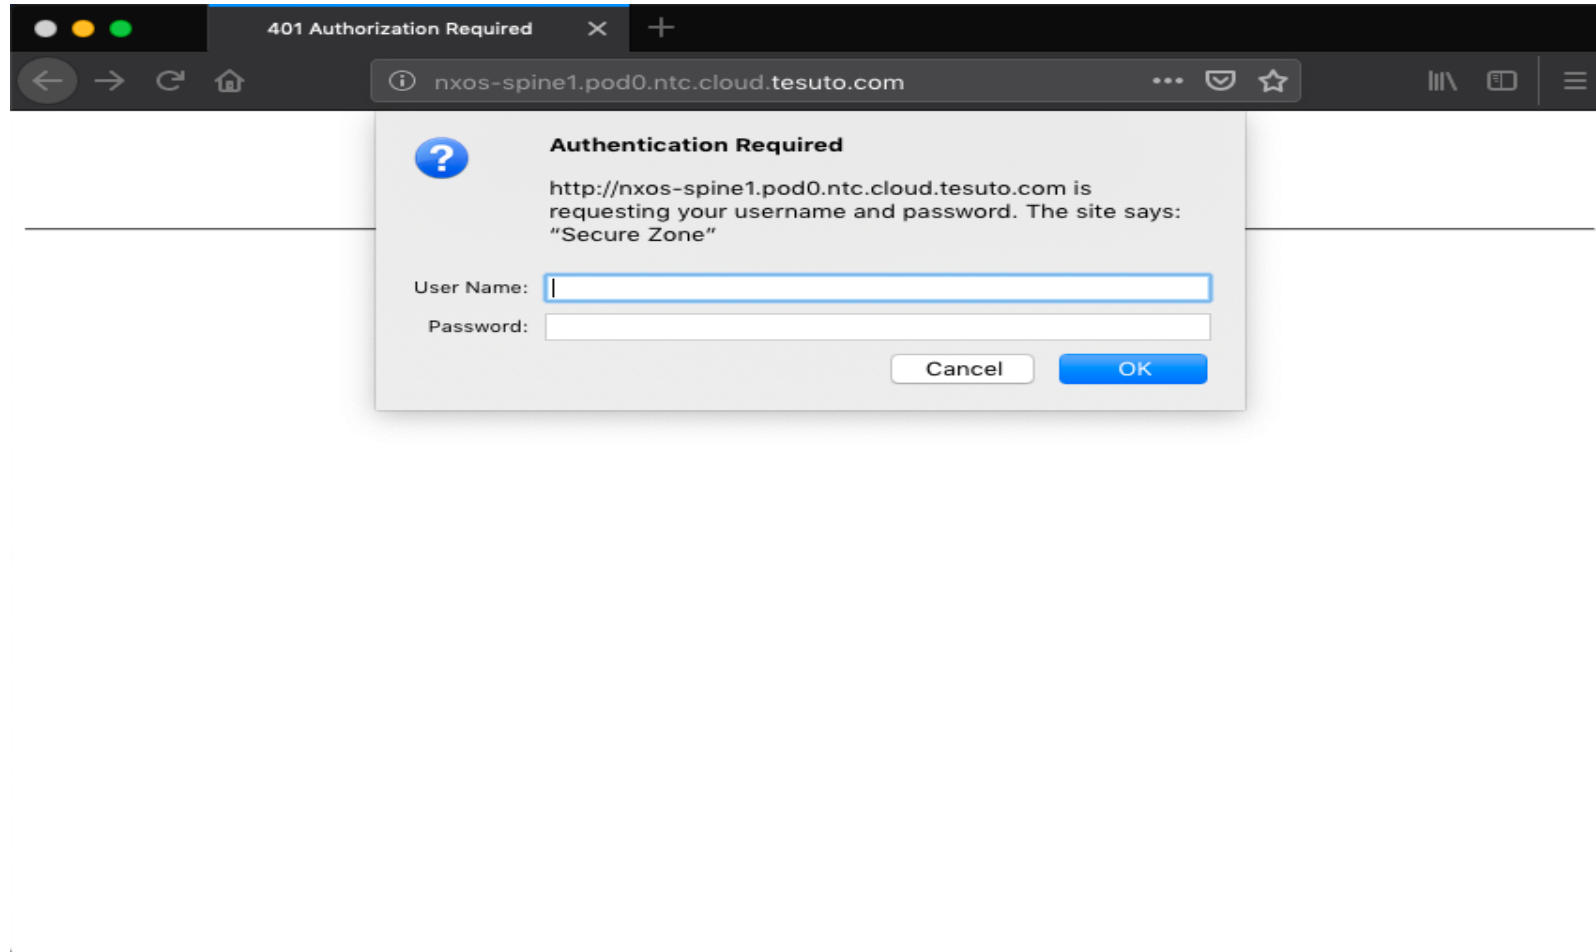 401 Authorization Required
nxos-spine1.pod0.ntc.cloud.tesuto.com
Authentication Required
http://nxos-spine1.pod0.ntc.cloud.tesuto.com is
requesting your username and password. The site says:
“Secure Zone”
User Name:
Password:
Cancel OK